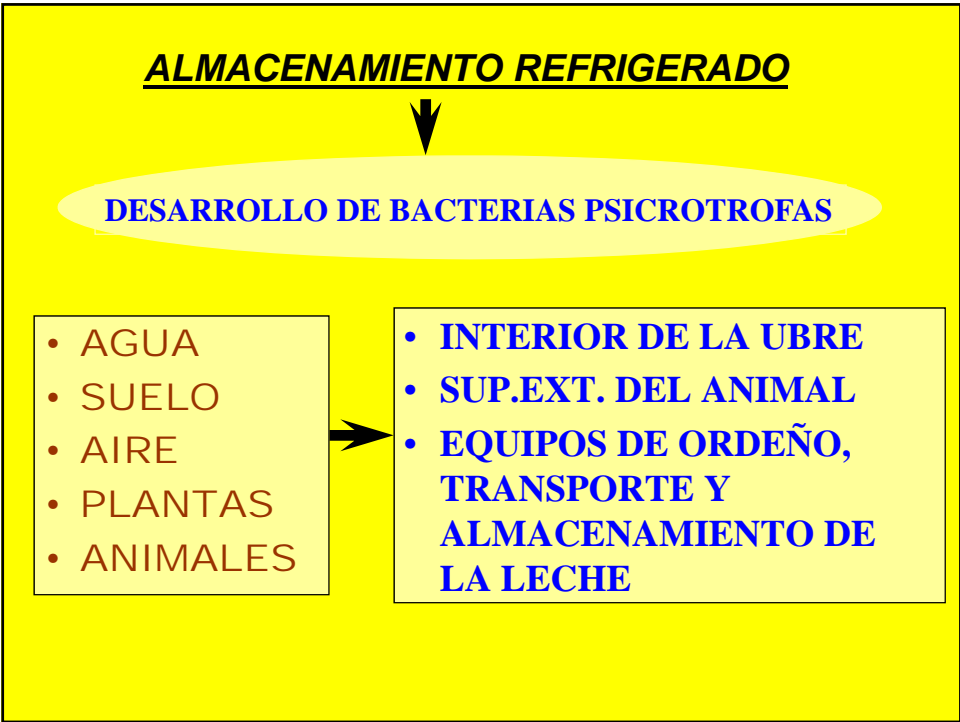 ALMACENAMIENTO REFRIGERADO
DESARROLLO DE BACTERIAS PSICROTROFAS
• AGUA
• SUELO
• AIRE
• PLANTAS
• ANIMALES
• INTERIOR DE LA UBRE
• SUP.EXT. DEL ANIMAL
• EQUIPOS DE ORDEÑO,
TRANSPORTE Y
ALMACENAMIENTO DE
LA LECHE